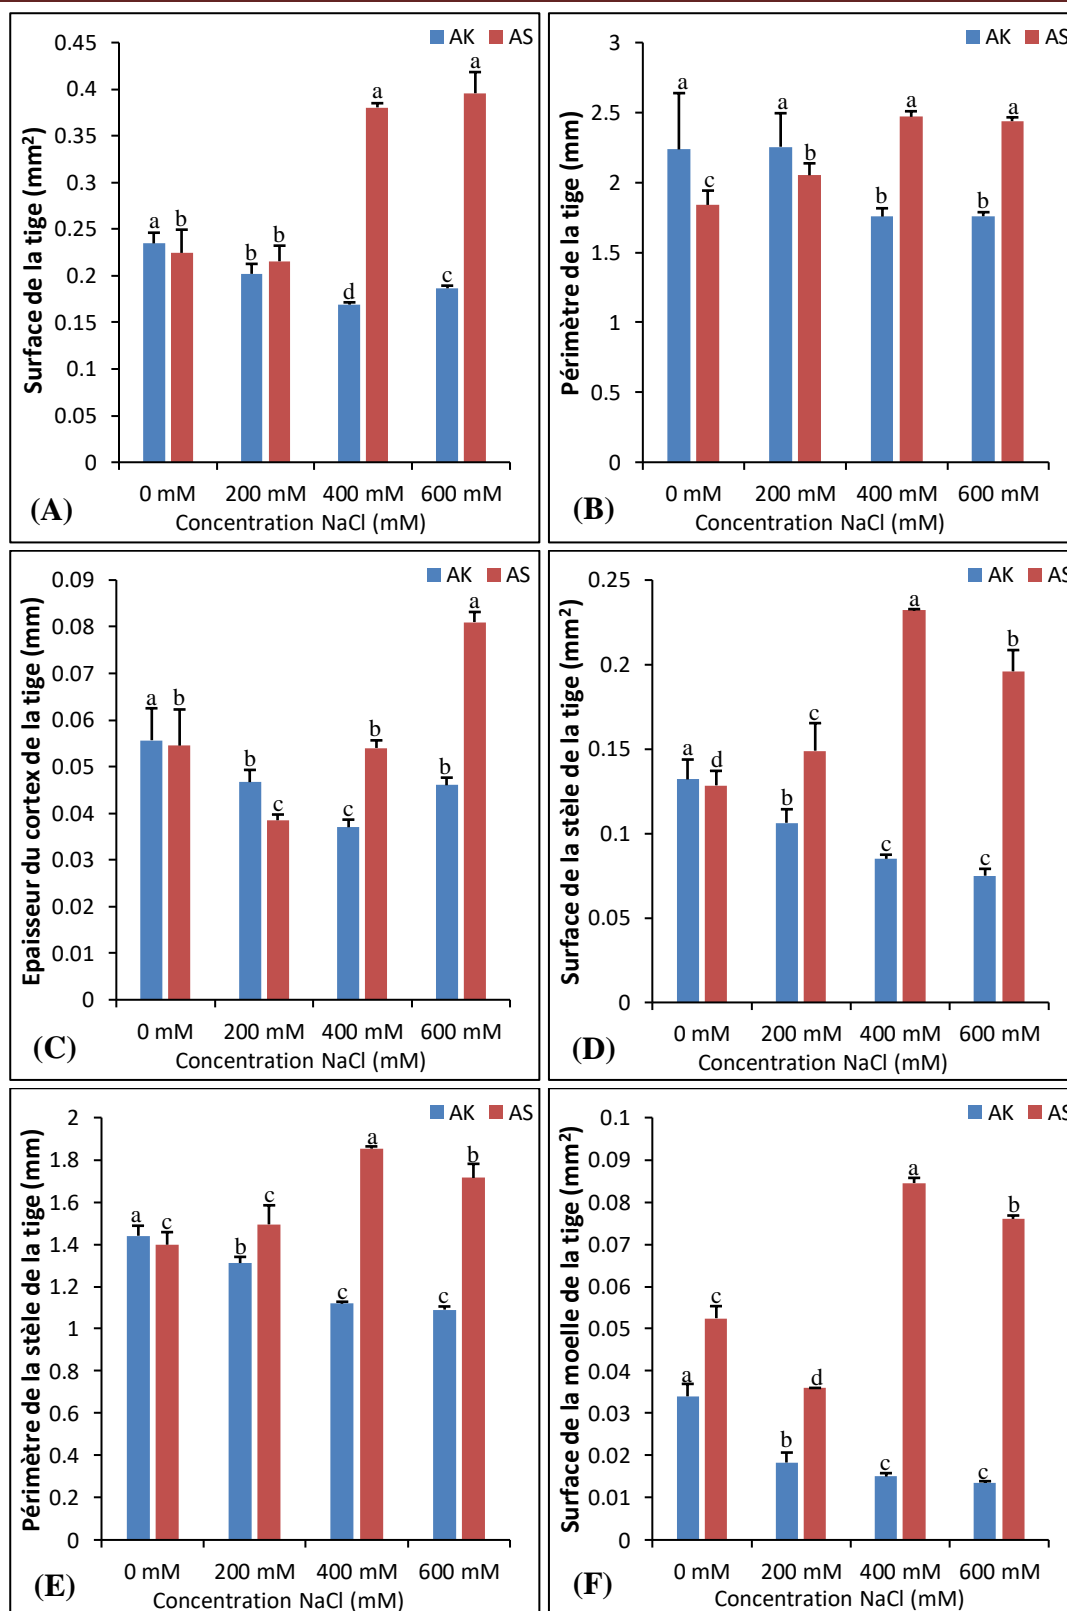 AK AS
Surface de la tige (mm²)
0.45
0.4
0.35
0.3
0.25
0.2
0.15
0.1
0.05
0
a b b b d a c a
0 mM 200 mM 400 mM 600 mM
Concentration NaCl (mM)
(A)
AK AS
Périmètre de la tige (mm)
3
2.5
2
1.5
1
0.5
0
a c a b b a b a
0 mM 200 mM 400 mM 600 mM
Concentration NaCl (mM)
(B)
AK AS
Epaisseur du cortex de la tige (mm)
0.09
0.08
0.07
0.06
0.05
0.04
0.03
0.02
0.01
0
a b b c c b b a
0 mM 200 mM 400 mM 600 mM
Concentration NaCl (mM)
(C)
AK AS
Surface de la stèle de la tige (mm²)
0.25
0.2
0.15
0.1
0.05
0
a d b c c a c b
0 mM 200 mM 400 mM 600 mM
Concentration NaCl (mM)
(D)
AK AS
Périmètre de la stèle de la tige (mm)
2
1.8
1.6
1.4
1.2
1
0.8
0.6
0.4
0.2
0
a c b c c a c b
0 mM 200 mM 400 mM 600 mM
Concentration NaCl (mM)
(E)
AK AS
Surface de la moelle de la tige (mm²)
0.1
0.09
0.08
0.07
0.06
0.05
0.04
0.03
0.02
0.01
0
a c b d c a c b
0 mM 200 mM 400 mM 600 mM
Concentration NaCl (mM)
(F)